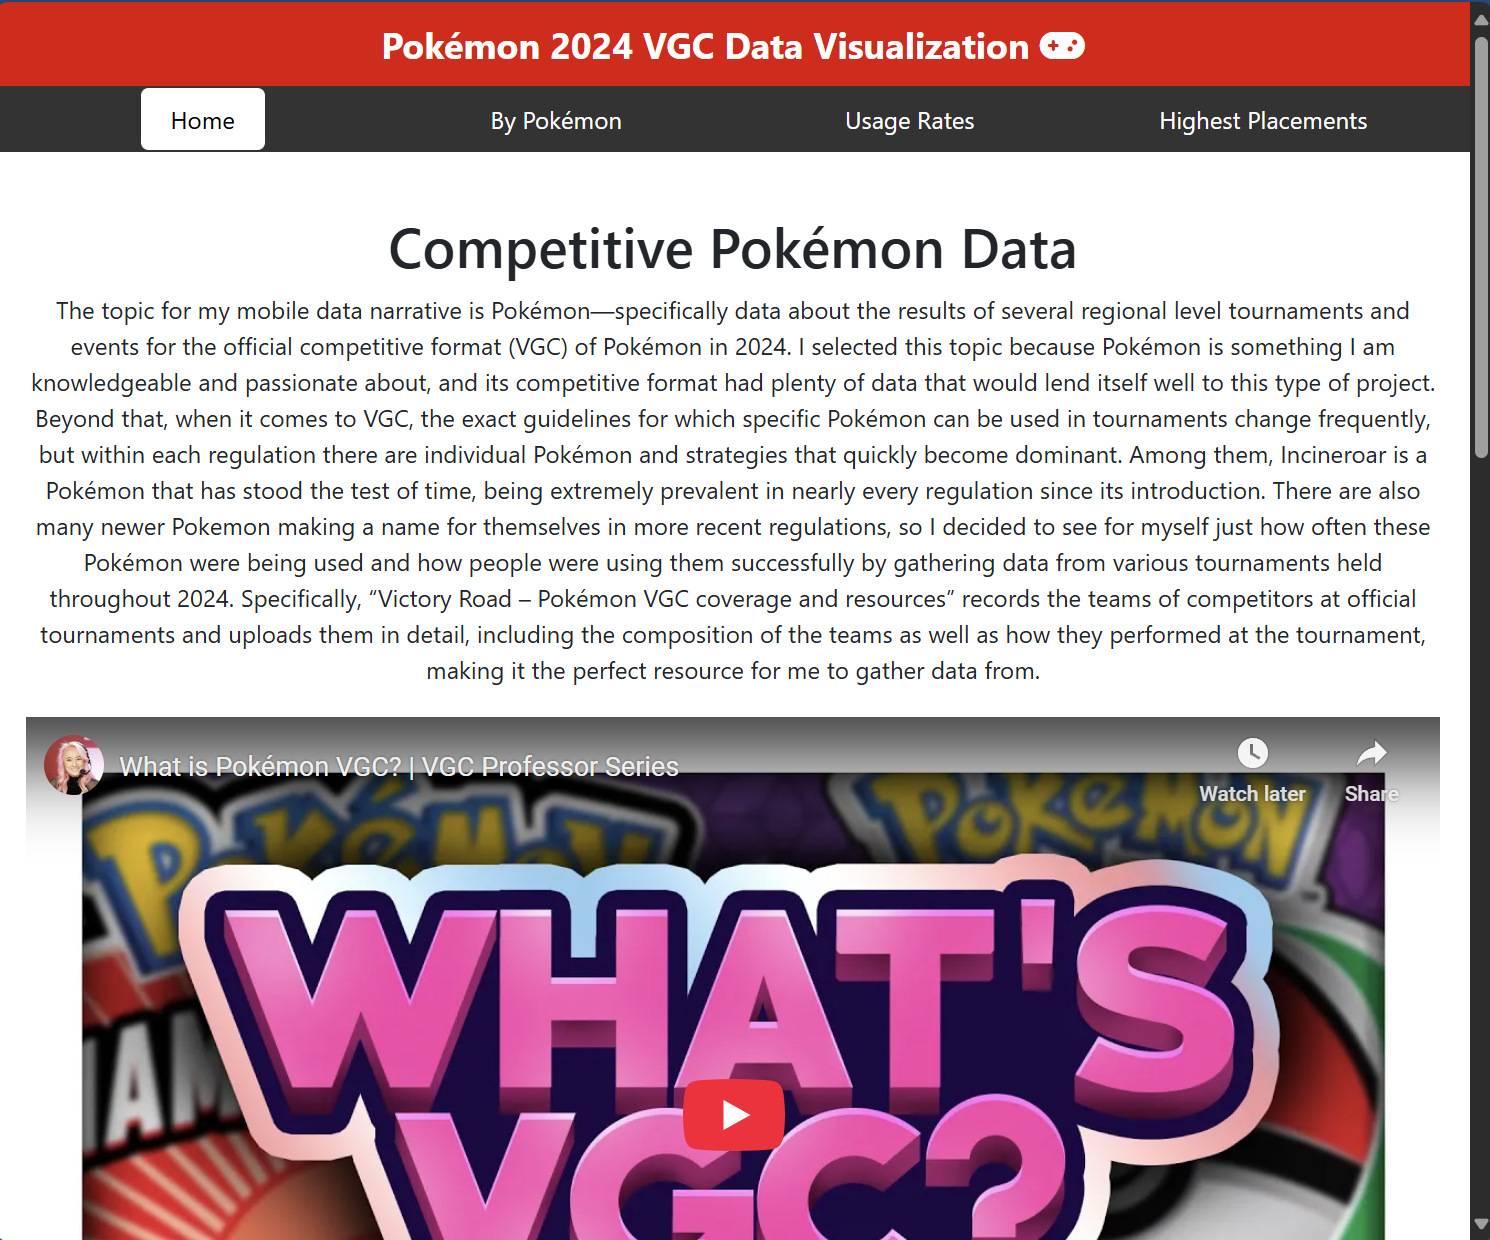 Pokémon 2024 VGC Data Visualization
Home
By Pokémon
Usage Rates
Highest Placements
Competitive Pokémon Data
The topic for my mobile data narrative is Pokémon—specifically data about the results of several regional level tournaments and
events for the official competitive format (VGC) of Pokémon in 2024. I selected this topic because Pokémon is something I am
knowledgeable and passionate about, and its competitive format had plenty of data that would lend itself well to this type of project.
Beyond that, when it comes to VGC, the exact guidelines for which specific Pokémon can be used in tournaments change frequently,
but within each regulation there are individual Pokémon and strategies that quickly become dominant. Among them, Incineroar is a
Pokémon that has stood the test of time, being extremely prevalent in nearly every regulation since its introduction. There are also
many newer Pokemon making a name for themselves in more recent regulations, so I decided to see for myself just how often these
Pokémon were being used and how people were using them successfully by gathering data from various tournaments held
throughout 2024. Specifically, “Victory Road – Pokémon VGC coverage and resources” records the teams of competitors at official
tournaments and uploads them in detail, including the composition of the teams as well as how they performed at the tournament,
making it the perfect resource for me to gather data from.
What is Pokémon VGC? | VGC Professor Series
Watch later
Share
Pokémon
Pokémon
WHAT'S
VGC?